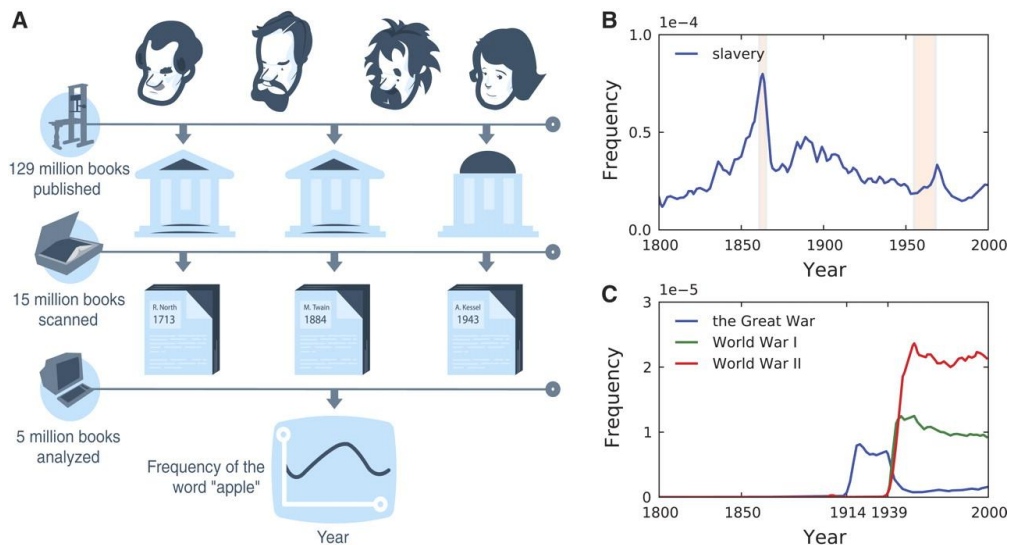 A
129 million books
published
15 million books
scanned
R. North
1713
M. Twain
1884
A. Kessel
1943
5 million books
analyzed
Frequency of the
word "apple"
Year
B
1e−4
1.0
0.5
0.0
Frequency
slavery
1800
1850
1900
1950
2000
Year
C
1e−5
3
2
1
0
Frequency
the Great War
World War I
World War II
1800
1850
1914
1939
2000
Year